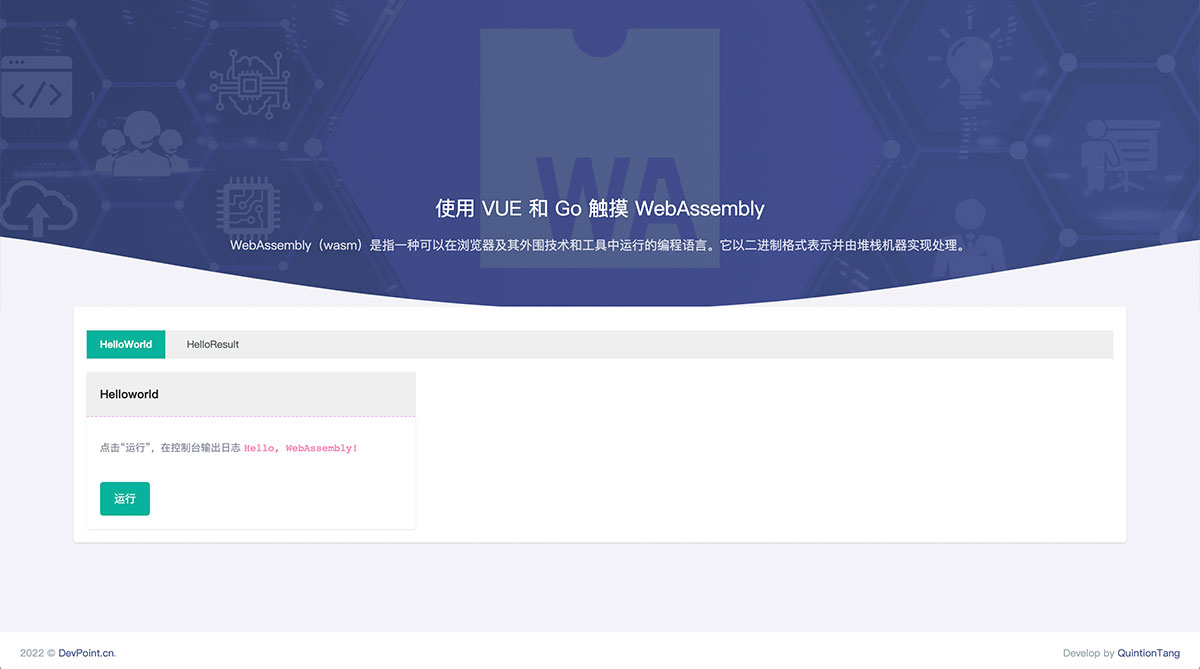 </>
WA
使用 VUE 和 Go 触摸 WebAssembly
WebAssembly（wasm）是指一种可以在浏览器及其外围技术和工具中运行的编程语言。它以二进制格式表示并由堆栈机器实现处理。
HelloWorld HelloResult
Helloworld
点击“运行”，在控制台输出日志 Hello, WebAssembly!
运行
2022 © DevPoint.cn. Develop by QuintionTang